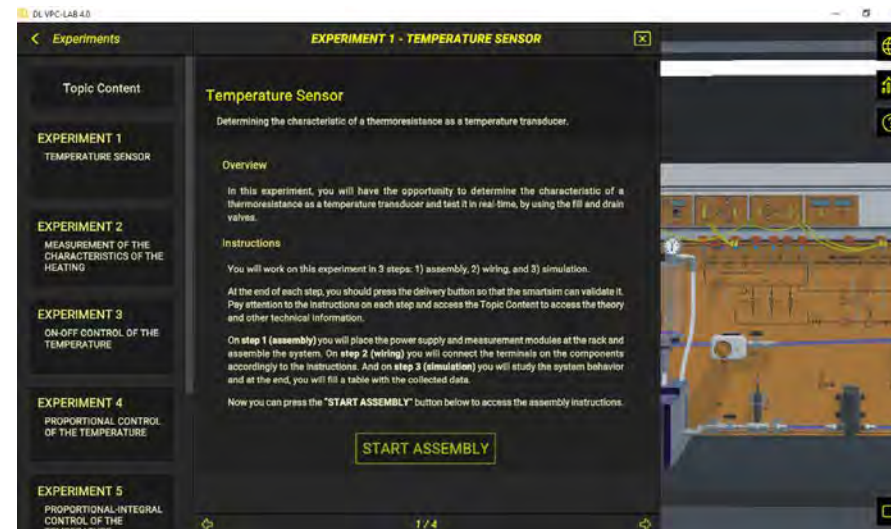 DL VPC-LAB 4.0
Experiments
EXPERIMENT 1 - TEMPERATURE SENSOR
Topic Content
EXPERIMENT 1
TEMPERATURE SENSOR
EXPERIMENT 2
MEASUREMENT OF THE
CHARACTERISTICS OF THE
HEATING
EXPERIMENT 3
ON-OFF CONTROL OF THE
TEMPERATURE
EXPERIMENT 4
PROPORTIONAL CONTROL
OF THE TEMPERATURE
EXPERIMENT 5
PROPORTIONAL-INTEGRAL
CONTROL OF THE
Temperature Sensor
Determining the characteristic of a thermoresistance as a temperature transducer.
Overview
In this experiment, you will have the opportunity to determine the characteristic of a
thermoresistance as a temperature transducer and test it in real-time, by using the fill and drain
valves.
Instructions
You will work on this experiment in 3 steps: 1) assembly, 2) wiring, and 3) simulation.
At the end of each step, you should press the delivery button so that the smartsim can validate it.
Pay attention to the instructions on each step and access the Topic Content to access the theory
and other technical information.
On step 1 (assembly) you will place the power supply and measurement modules at the rack and
assemble the system. On step 2 (wiring) you will connect the terminals on the components
accordingly to the instructions. And on step 3 (simulation) you will study the system behavior
and at the end, you will fill a table with the collected data.
Now you can press the "START ASSEMBLY" button below to access the assembly instructions.
START ASSEMBLY
1/4